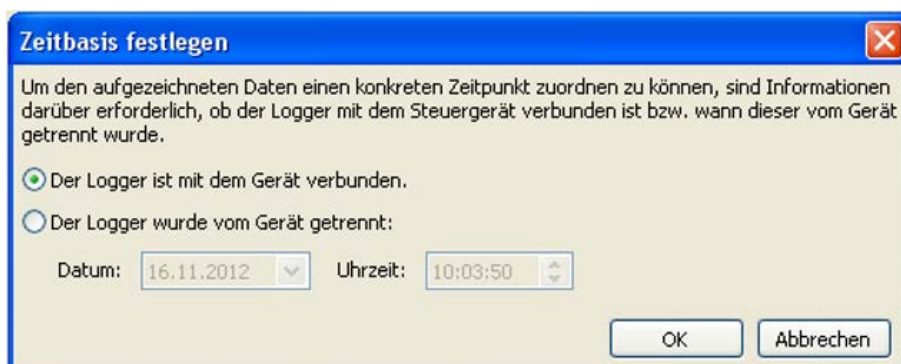 Zeitbasis festlegen
Um den aufgezeichneten Daten einen konkreten Zeitpunkt zuordnen zu können, sind Informationen
darüber erforderlich, ob der Logger mit dem Steuergerät verbunden ist bzw. wann dieser vom Gerät
getrennt wurde.
Der Logger ist mit dem Gerät verbunden.
Der Logger wurde vom Gerät getrennt:
Datum: 16.11.2012 Uhrzeit: 10:03:50
OK Abbrechen